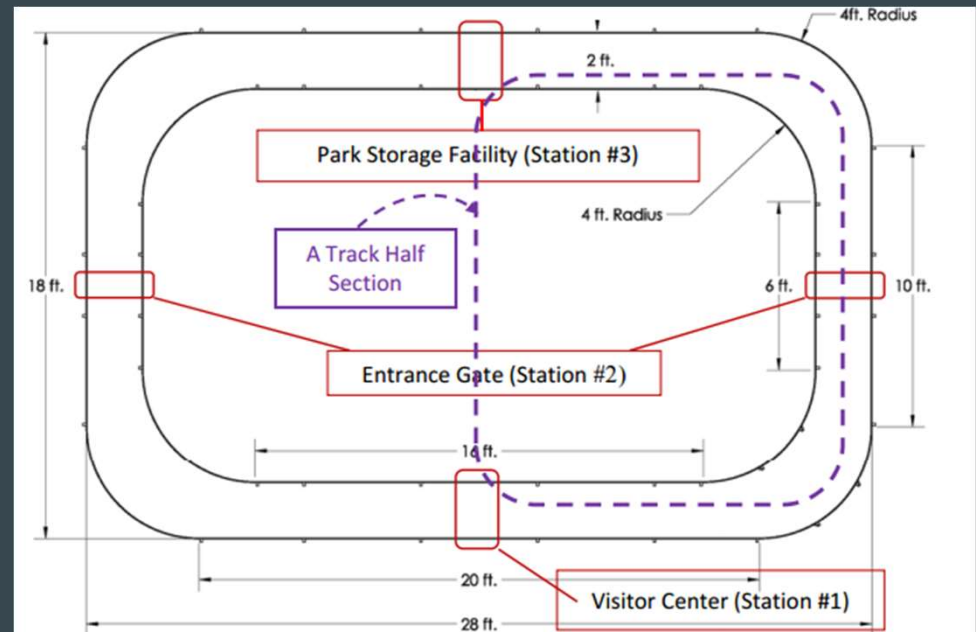 4ft. Radius
2 ft.
Park Storage Facility (Station #3)
4 ft. Radius
A Track Half
Section
18 ft.
6 ft.
10 ft.
Entrance Gate (Station #2)
16 ft.
20 ft.
Visitor Center (Station #1)
28 ft.